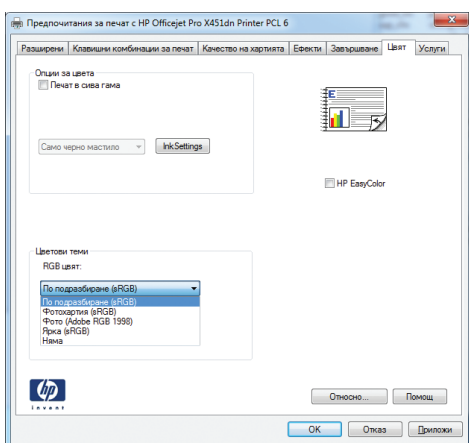 Предпочитания за печат с HP Officejet Pro X451dn Printer PCL 6
Разширени Клавишни комбинации за печат Качество на хартията Ефекти Завършване Цвят Услуги
Опции за цвета
Печат в сива гама
Само черно мастило InkSettings
E
HP EasyColor
Цветови теми
RGB цвят:
По подразбиране (sRGB)
По подразбиране (sRGB)
Фотохартия (sRGB)
Фото (Adobe RGB 1998)
Ярка (sRGB)
Няма
hp
invent
Относно... Помощ
OK Отказ Приложи